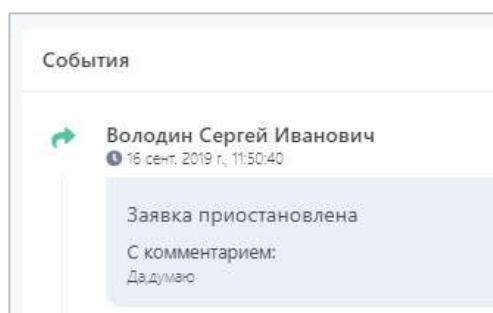 События
Володин Сергей Иванович
16 сент. 2019 г., 11:50:40
Заявка приостановлена
С комментарием:
Да,думаю